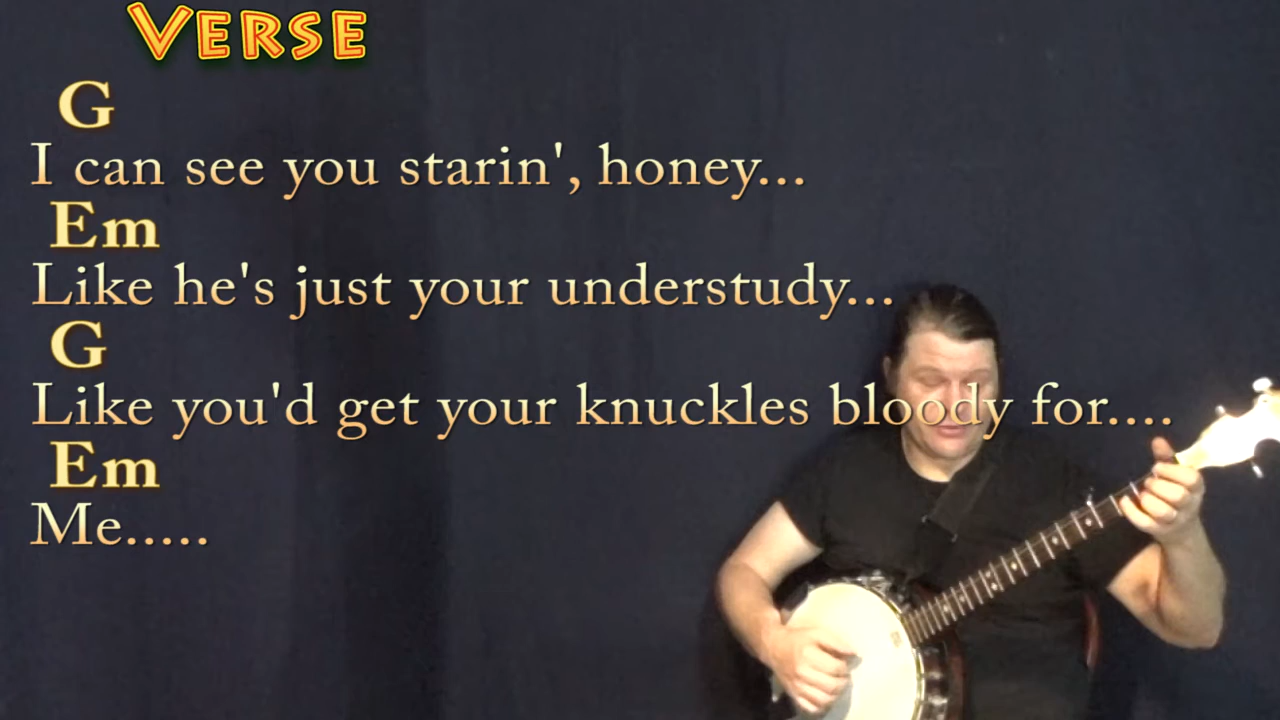 VERSE
G
I can see you starin', honey...
Em
Like he's just your understudy...
G
Like you'd get your knuckles bloody for....
Em
Me.....